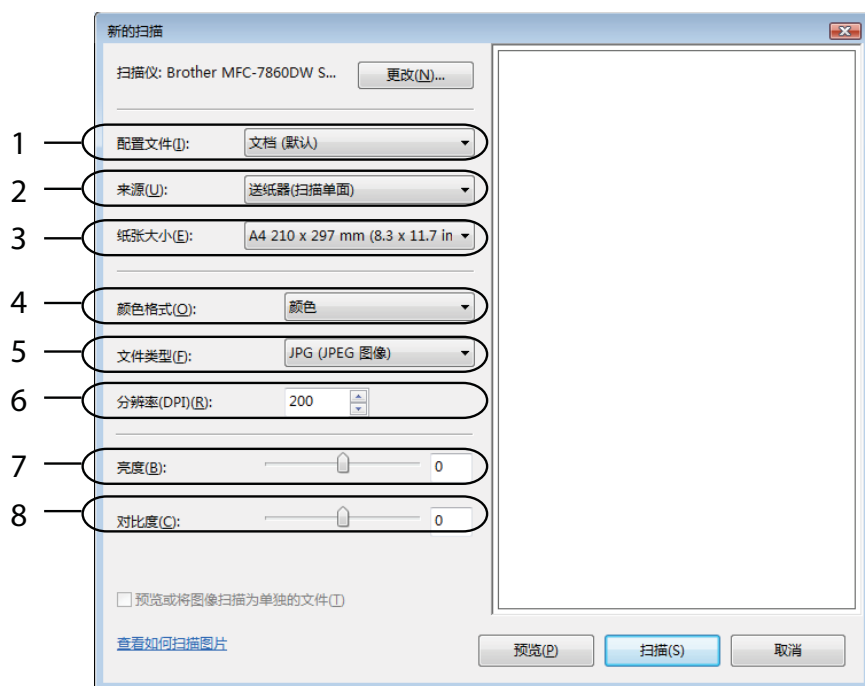 新的扫描
扫描仪: Brother MFC-7860DW S... 更改(N)...
1 配置文件(I): 文档 (默认)
2 来源(U): 送纸器(扫描单面)
3 纸张大小(E): A4 210 x 297 mm (8.3 x 11.7 in
4 颜色格式(O): 颜色
5 文件类型(F): JPG (JPEG 图像)
6 分辨率(DPI)(R): 200
7 亮度(B): 0
8 对比度(C): 0
预览或将图像扫描为单独的文件(T)
查看如何扫描图片
预览(P) 扫描(S) 取消